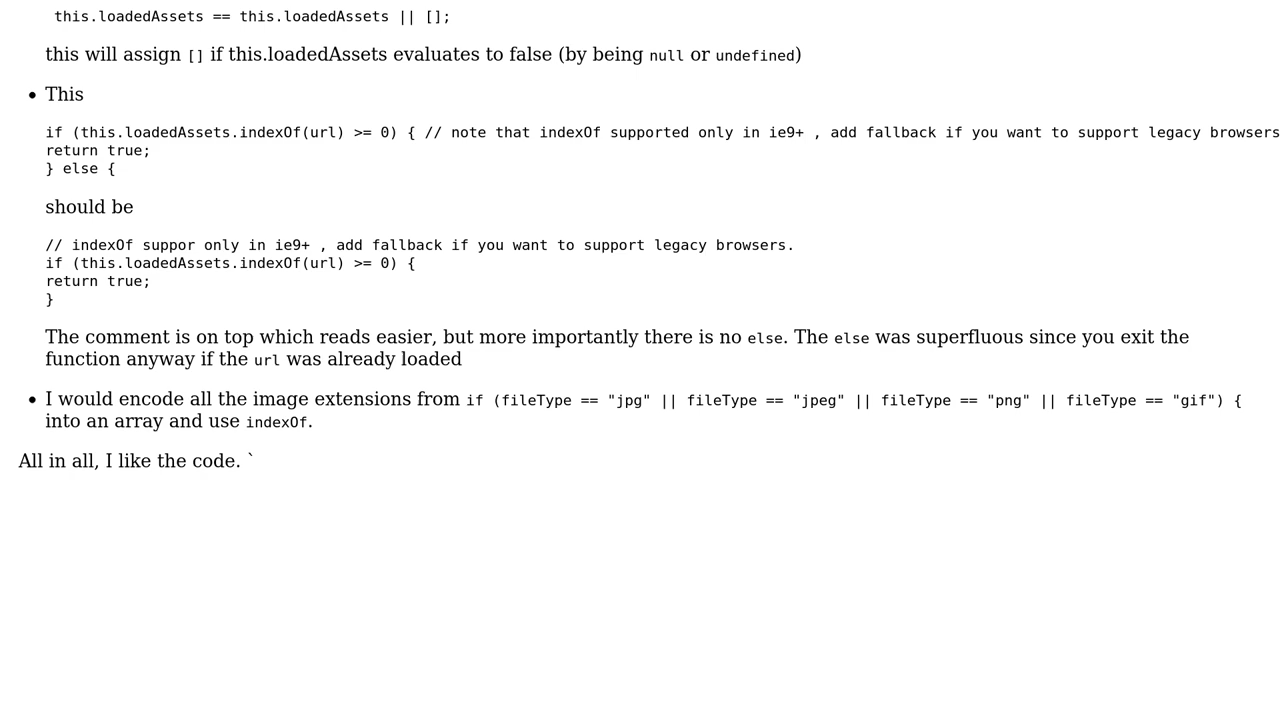 this.loadedAssets == this.loadedAssets || [];
this will assign [] if this.loadedAssets evaluates to false (by being null or undefined)
• This
if (this.loadedAssets.indexOf(url) >= 0) { // note that indexOf supported only in ie9+ , add fallback if you want to support legacy browsers
return true;
} else {
should be
// indexOf suppor only in ie9+ , add fallback if you want to support legacy browsers.
if (this.loadedAssets.indexOf(url) >= 0) {
return true;
}
The comment is on top which reads easier, but more importantly there is no else. The else was superfluous since you exit the
function anyway if the url was already loaded
• I would encode all the image extensions from if (fileType == "jpg" || fileType == "jpeg" || fileType == "png" || fileType == "gif") {
into an array and use indexOf.
All in all, I like the code. `